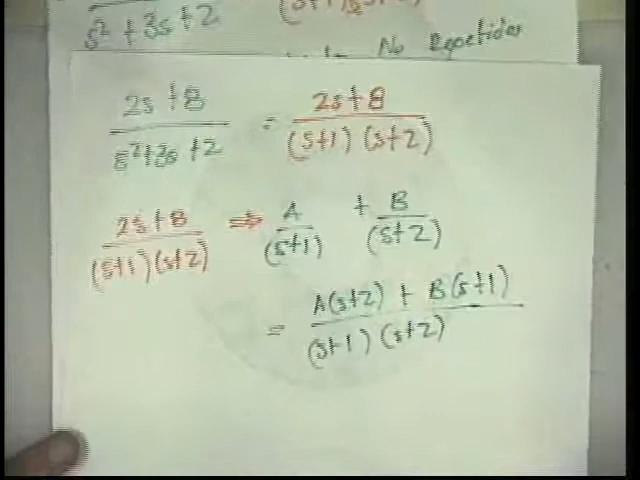 s² + 3s + 2
No Repetidos
2s + 8 / s² + 3s + 2 = 2s + 8 / (s+1) (s+2)
2s + 8 / (s+1) (s+2) ⇒ A / (s+1) + B / (s+2)
= A(s+2) + B(s+1) / (s+1) (s+2)